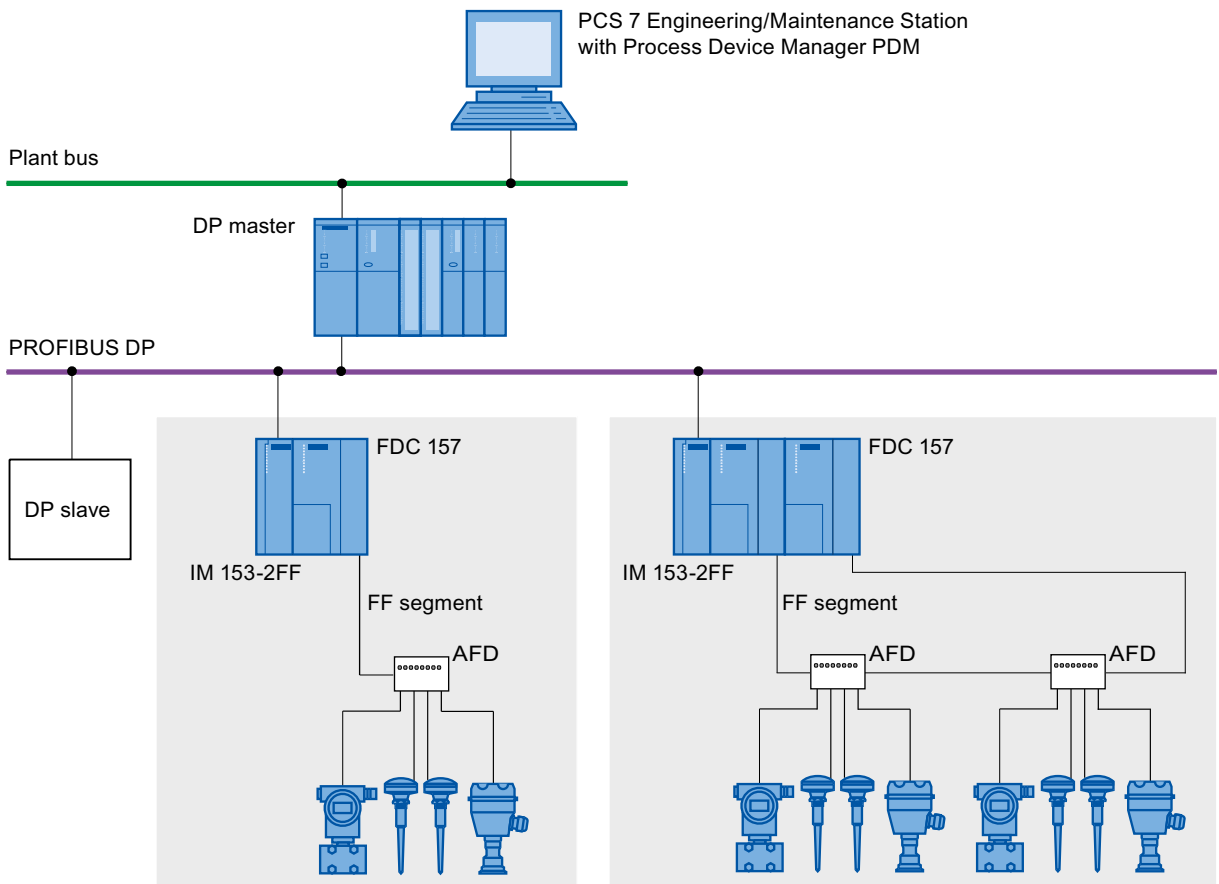 PCS 7 Engineering/Maintenance Station
with Process Device Manager PDM
Plant bus
DP master
PROFIBUS DP
FDC 157
FDC 157
DP slave
IM 153-2FF
IM 153-2FF
FF segment
FF segment
AFD
AFD
AFD